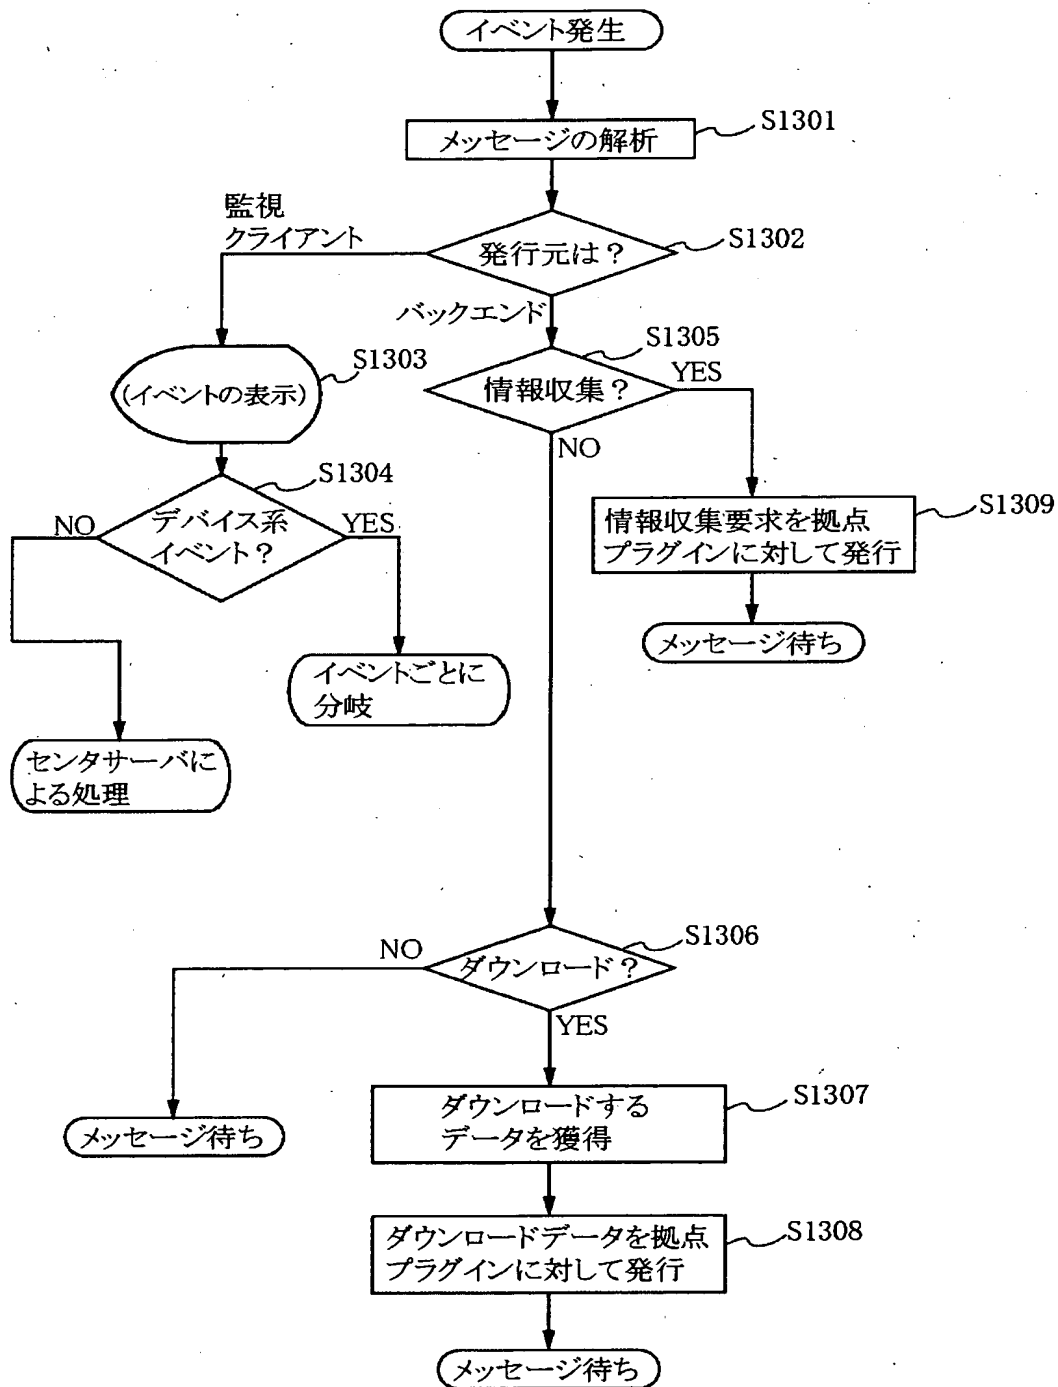 イベント発生
メッセージの解析
S1301
監視
クライアント
発行元は？
S1302
バックエンド
(イベントの表示)
S1303
情報収集？
S1305
YES
NO
デバイス系
イベント？
S1304
NO
YES
情報収集要求を拠点
プラグインに対して発行
S1309
メッセージ待ち
イベントごとに
分岐
センタサーバに
よる処理
ダウンロード？
S1306
NO
YES
ダウンロードする
データを獲得
S1307
メッセージ待ち
ダウンロードデータを拠点
プラグインに対して発行
S1308
メッセージ待ち